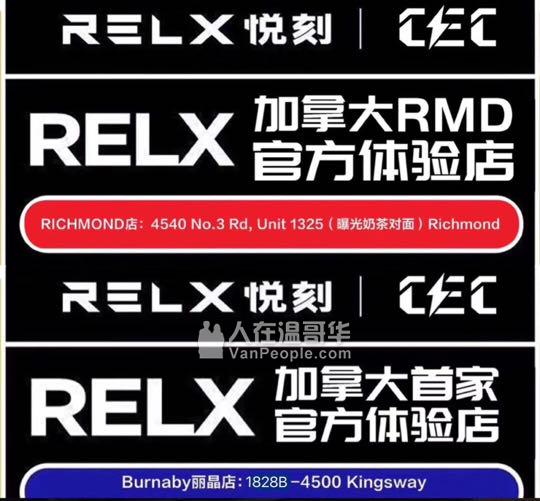 RELX悦刻 | CEC
RELX
加拿大RMD
官方体验店
RICHMOND店：4540 No.3 Rd, Unit 1325（曝光奶茶对面）Richmond
RELX悦刻 | CEC
人在温哥华
VanPeople.com
RELX
加拿大首家
官方体验店
Burnaby丽晶店：1828B-4500 Kingsway